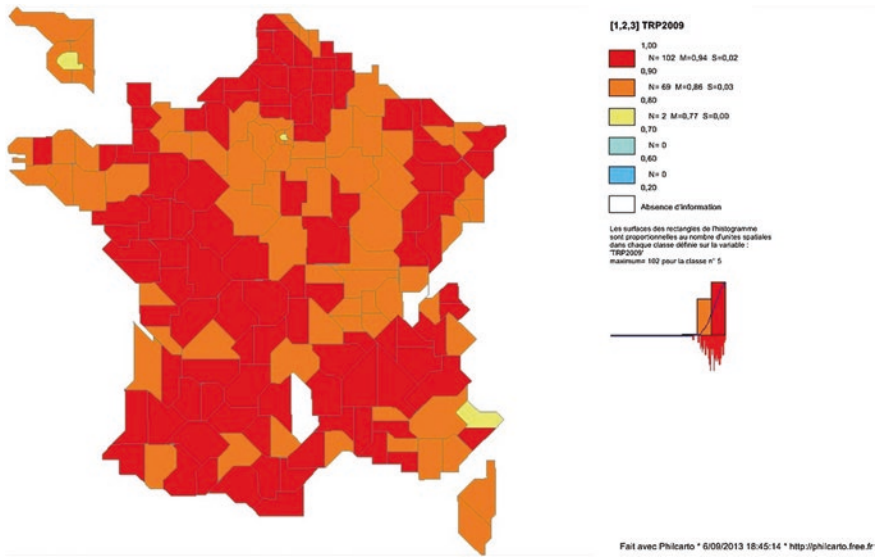 [1,2,3] TRP2009
1,00
N= 102 M=0,94 S=0,02
0,90
N= 69 M=0,86 S=0,03
0,80
N= 2 M=0,77 S=0,00
0,70
N= 0
0,60
N= 0
0,20
Absence d'information
Les surfaces des rectangles de l'histogramme
sont proportionnelles au nombre d'unites spatiales
dans chaque classe définie sur la variable :
'TRP2009'
maximum= 102 pour la classe n° 5
Fait avec Philcarto * 6/09/2013 18:45:14 * http://philcarto.free.fr